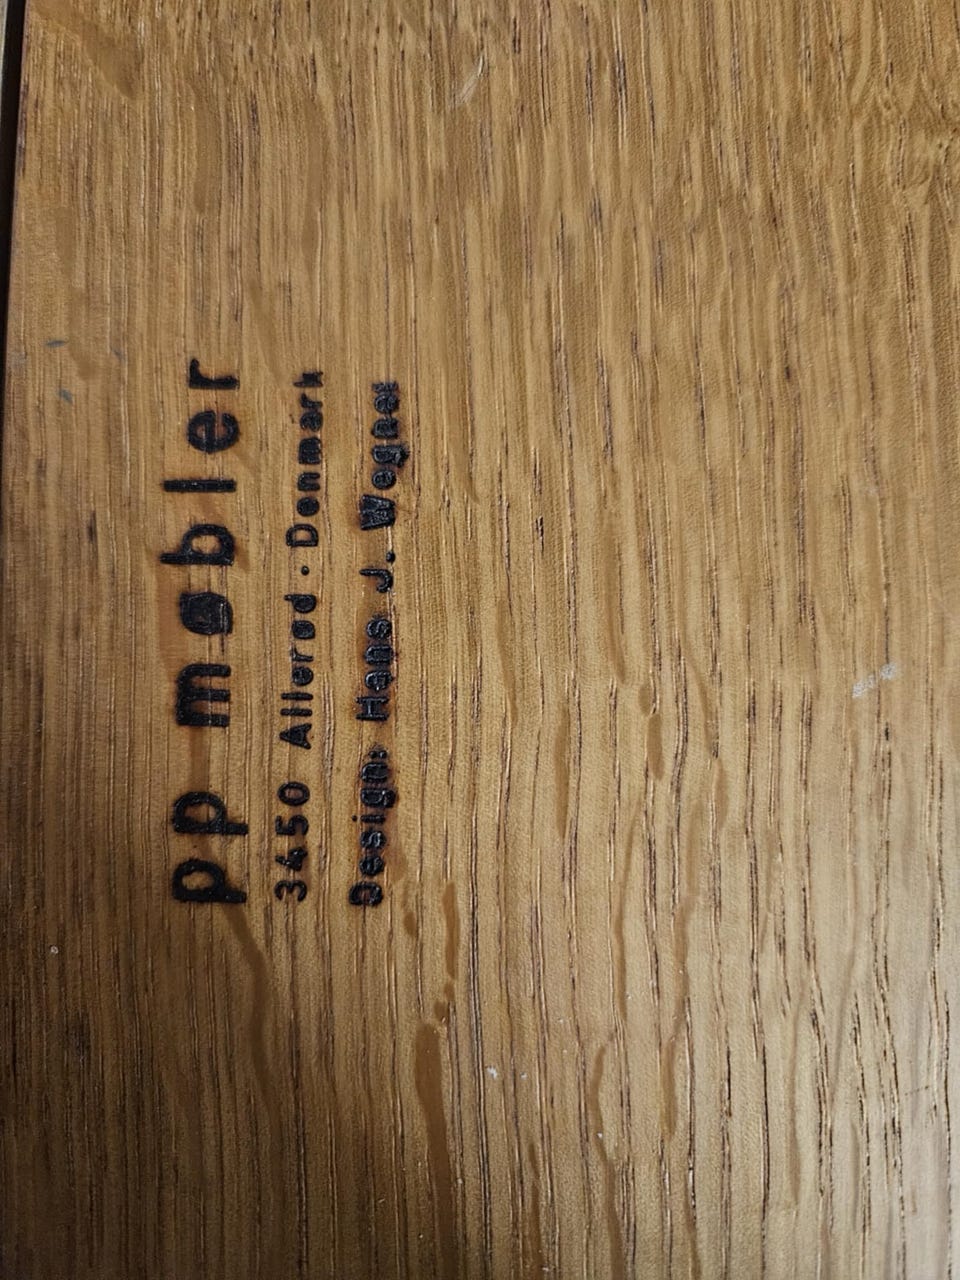 pp møbler
3450 Allerød · Denmark
Design: Hans J. Wegner